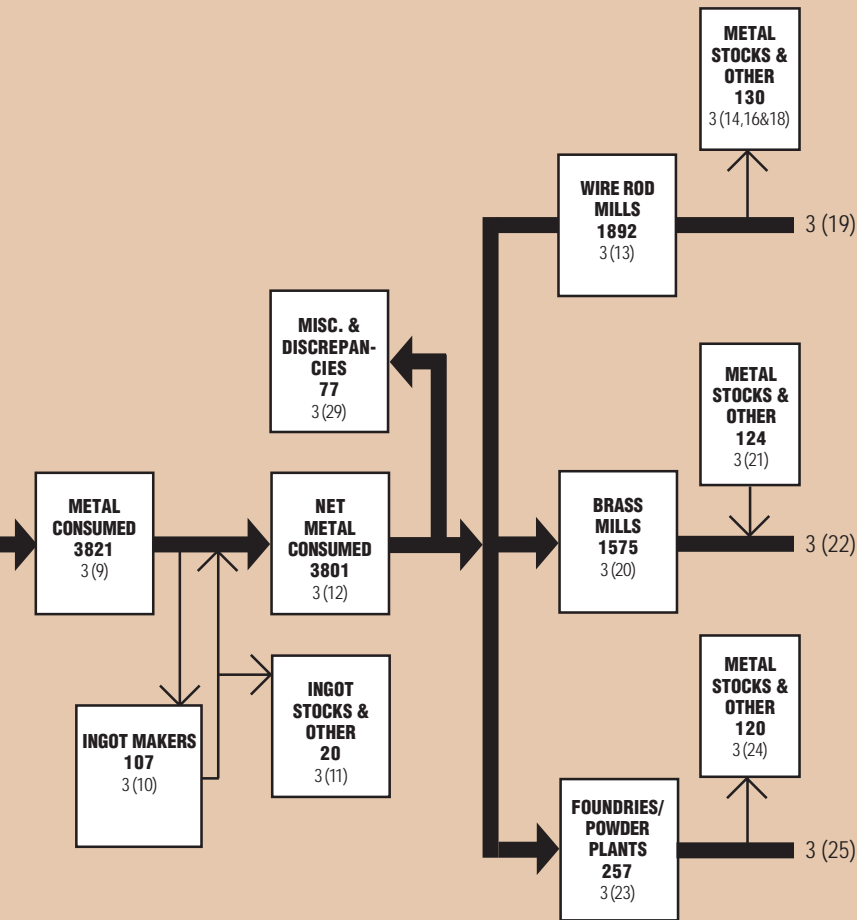 METAL
STOCKS &
OTHER
130
3 (14,16&18)
WIRE ROD
MILLS
1892
3 (13)
3 (19)
MISC. &
DISCREPAN-
CIES
77
3 (29)
METAL
STOCKS &
OTHER
124
3 (21)
METAL
CONSUMED
3821
3 (9)
NET
METAL
CONSUMED
3801
3 (12)
BRASS
MILLS
1575
3 (20)
3 (22)
INGOT MAKERS
107
3 (10)
INGOT
STOCKS &
OTHER
20
3 (11)
METAL
STOCKS &
OTHER
120
3 (24)
FOUNDRIES/
POWDER
PLANTS
257
3 (23)
3 (25)